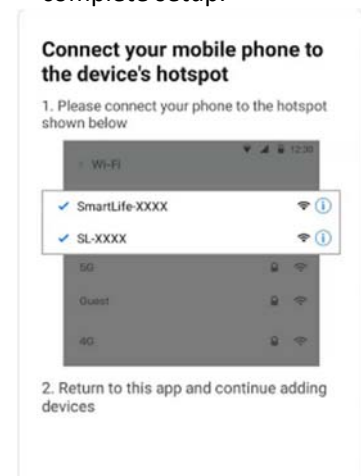 complete setup.
Connect your mobile phone to
the device's hotspot
1. Please connect your phone to the hotspot
shown below
12:30
Wi-Fi
SmartLife-XXXX
SL-XXXX
5G
Guest
4G
2. Return to this app and continue adding
devices